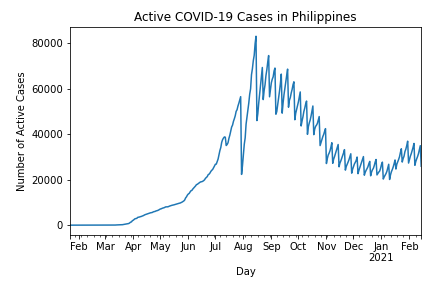 Active COVID-19 Cases in Philippines
Number of Active Cases
80000
60000
40000
20000
0
Feb Mar Apr May Jun Jul Aug Sep Oct Nov Dec Jan Feb
2021
Day